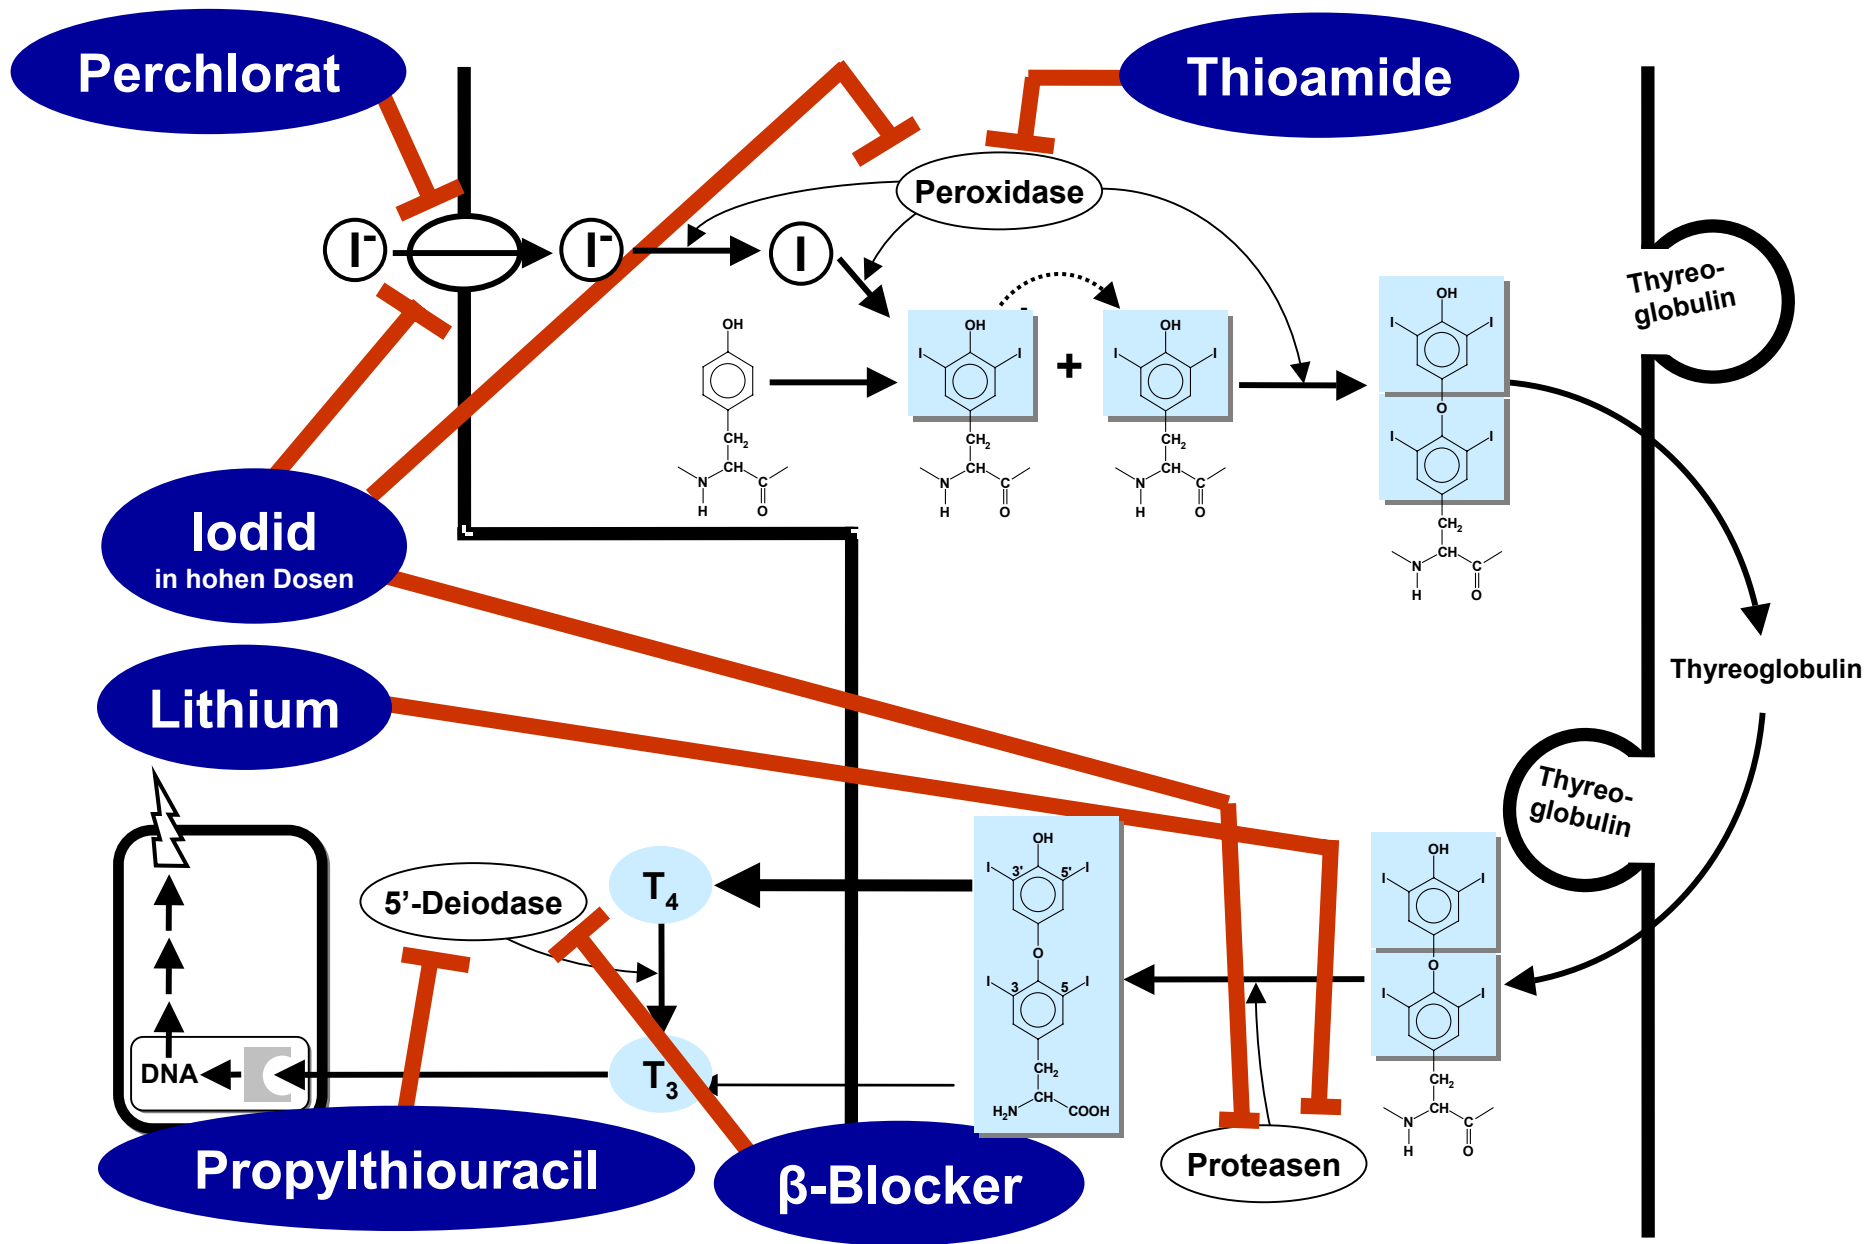 Perchlorat
Thioamide
Peroxidase
I-
I-
I
Thyreo-
globulin
OH
OH
I
I
OH
I
I
OH
I
I
+
O
I
I
CH2
CH
N
H
C
O
CH2
CH
N
H
C
O
CH2
CH
N
H
C
O
CH2
CH
N
H
C
O
Iodid
in hohen Dosen
Thyreoglobulin
Lithium
Thyreo-
globulin
5’-Deiodase
T4
T3
DNA
OH
I
3'
5'
I
O
I
3
5
I
CH2
CH
H2N
COOH
OH
I
I
O
I
I
CH2
CH
N
H
C
O
Proteasen
Propylthiouracil
β-Blocker